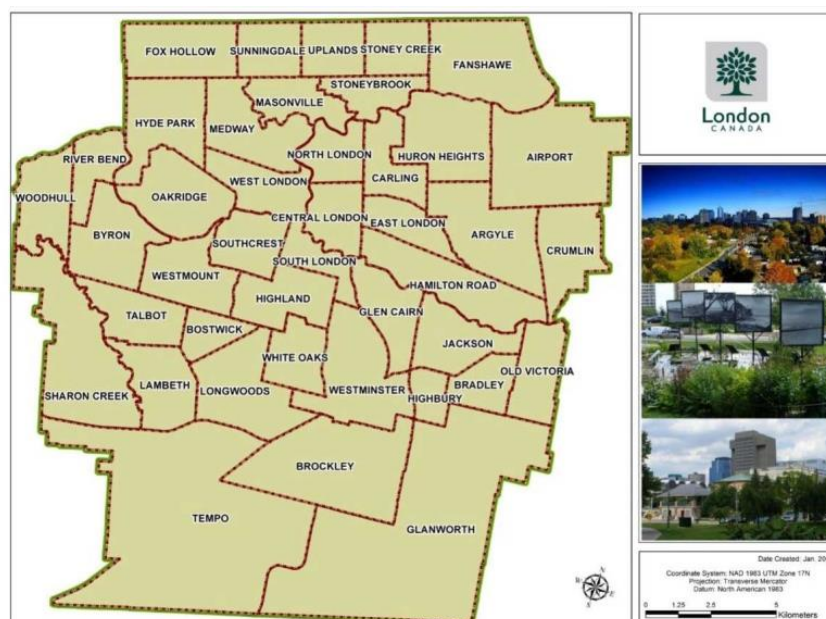 FOX HOLLOW
SUNNINGDALE
UPLANDS
STONEY CREEK
FANSHAWE
STONEYBROOK
MASONVILLE
HYDE PARK
MEDWAY
NORTH LONDON
HURON HEIGHTS
AIRPORT
RIVER BEND
CARLING
WEST LONDON
WOODHULL
OAKRIDGE
CENTRAL LONDON
EAST LONDON
BYRON
ARGYLE
SOUTHCREST
CRUMLIN
SOUTH LONDON
WESTMOUNT
HAMILTON ROAD
HIGHLAND
TALBOT
GLEN CAIRN
BOSTWICK
JACKSON
WHITE OAKS
OLD VICTORIA
LAMBETH
SHARON CREEK
LONGWOODS
WESTMINSTER
BRADLEY
HIGHBURY
BROCKLEY
TEMPO
GLANWORTH
N
E
S
W
London
CANADA
Date Created: Jan. 20
Coordinate System: NAD 1983 UTM Zone 17N
Projection: Transverse Mercator
Datum: North American 1983
0 1.25 2.5 5
Kilometers